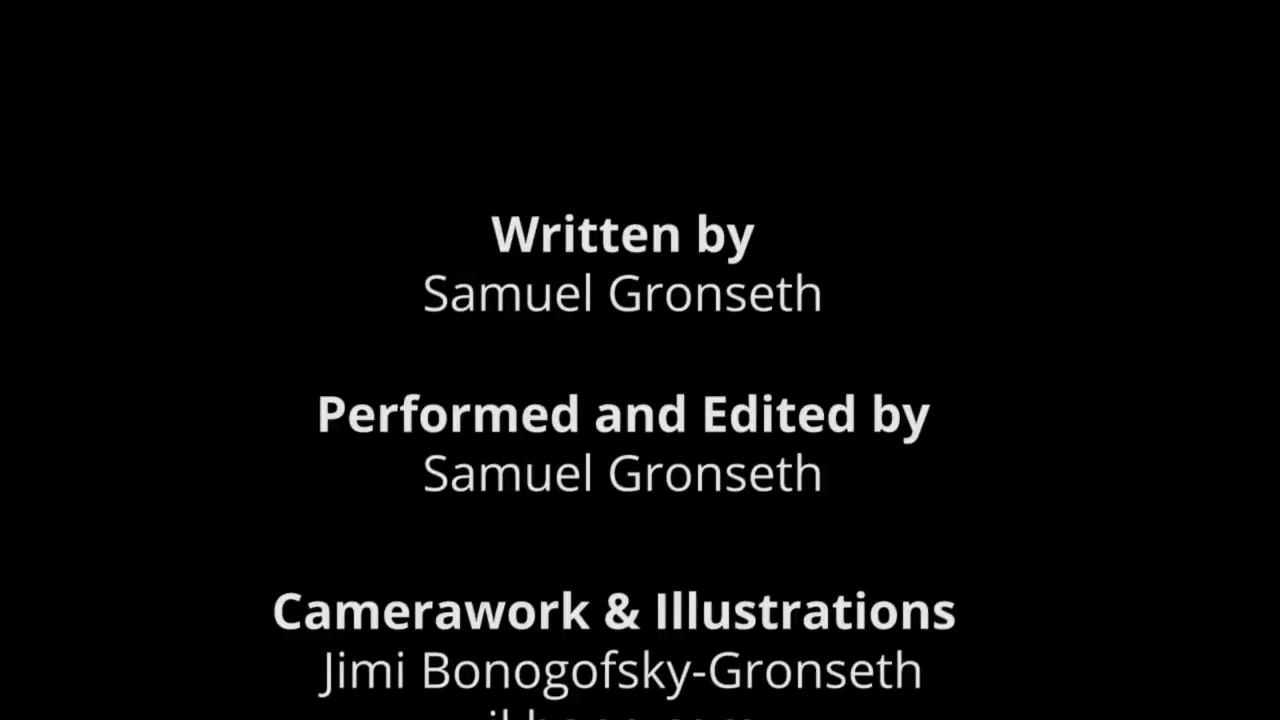 Written by
Samuel Gronseth
Performed and Edited by
Samuel Gronseth
Camerawork & Illustrations
Jimi Bonogofsky-Gronseth